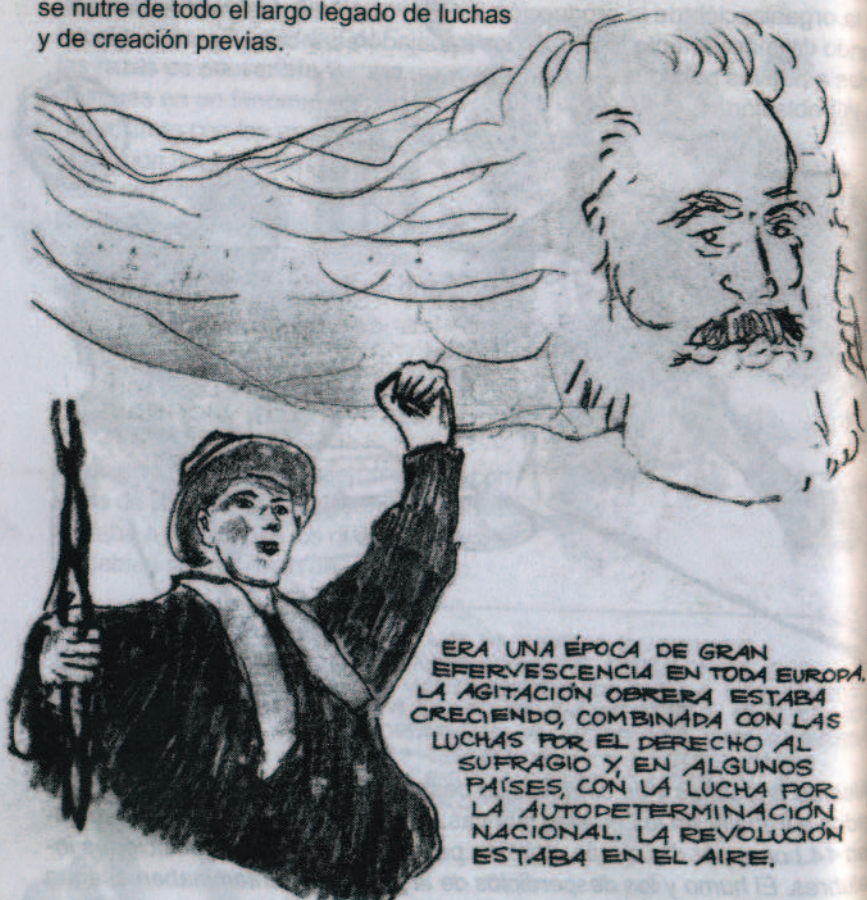 se nutre de todo el largo legado de luchas
y de creación previas.
ERA UNA ÉPOCA DE GRAN
EFERVESCENCIA EN TODA EUROPA.
LA AGITACIÓN OBRERA ESTABA
CRECIENDO, COMBINADA CON LAS
LUCHAS POR EL DERECHO AL
SUFRAGIO Y, EN ALGUNOS
PAÍSES, CON LA LUCHA POR
LA AUTODETERMINACIÓN
NACIONAL. LA REVOLUCIÓN
ESTABA EN EL AIRE.